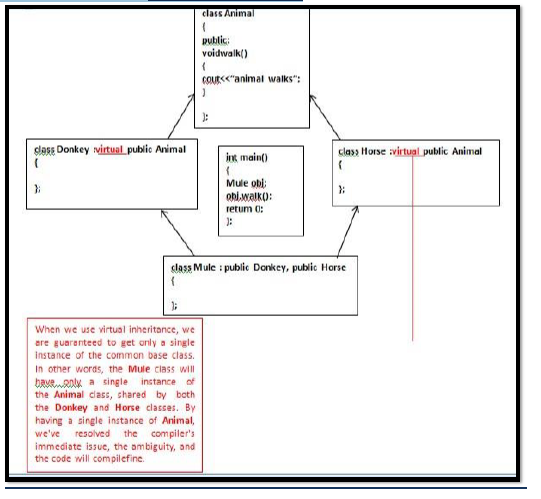 class Animal
{
public:
voidwalk()
{
cout<<"animal walks";
}
};
class Donkey :virtual public Animal
{
};
int main()
{
Mule obj;
obj.walk();
return 0;
};
class Horse :virtual public Animal
{
};
class Mule : public Donkey, public Horse
{
};
When we use virtual inheritance, we
are guaranteed to get only a single
instance of the common base class.
In other words, the Mule class will
have only a single instance of
the Animal class, shared by both
the Donkey and Horse classes. By
having a single instance of Animal,
we've resolved the compiler's
immediate issue, the ambiguity, and
the code will compilefine.